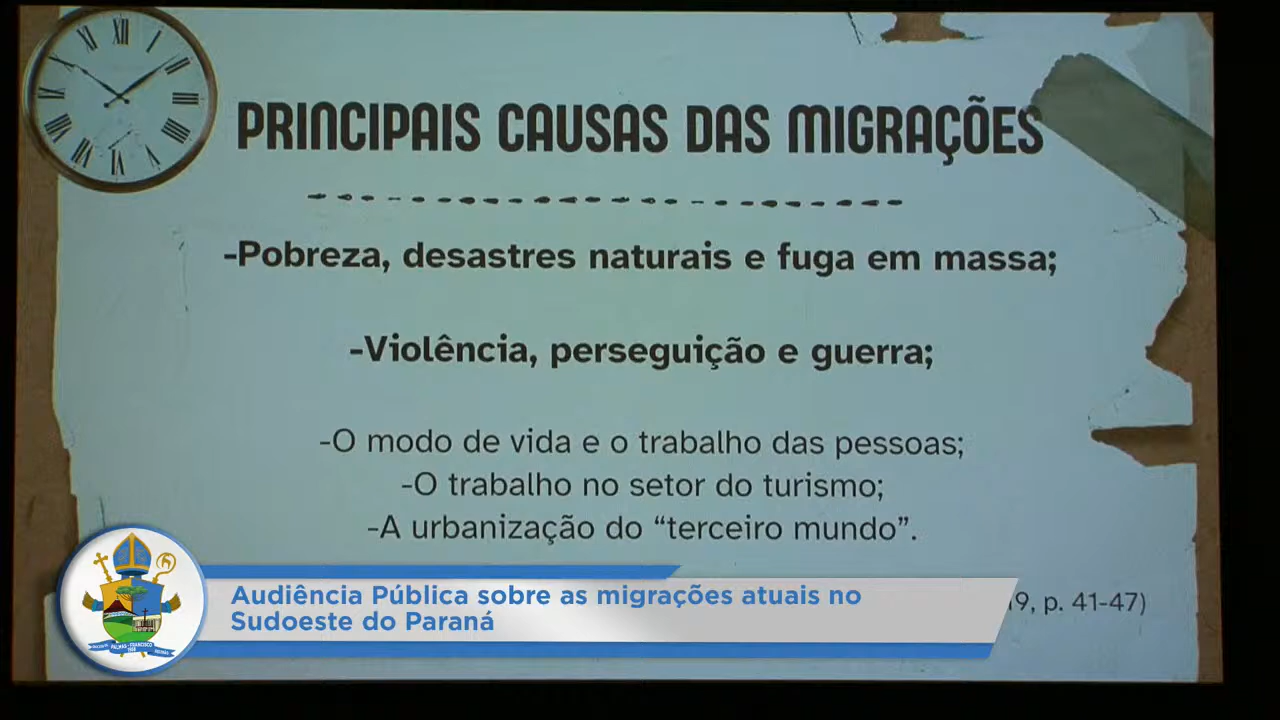 PRINCIPAIS CAUSAS DAS MIGRAÇÕES
-Pobreza, desastres naturais e fuga em massa;
-Violência, perseguição e guerra;
-O modo de vida e o trabalho das pessoas;
-O trabalho no setor do turismo;
-A urbanização do “terceiro mundo”.
9, p. 41-47)
Audiência Pública sobre as migrações atuais no
Sudoeste do Paraná
PALMAS - FRANCISCO